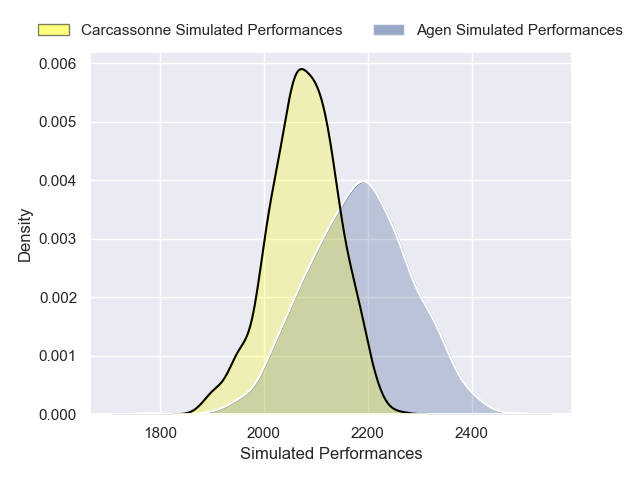 Carcassonne Simulated Performances
Agen Simulated Performances
0.006
0.005
0.004
0.003
0.002
0.001
0.000
Density
1800
2000
2200
2400
Simulated Performances